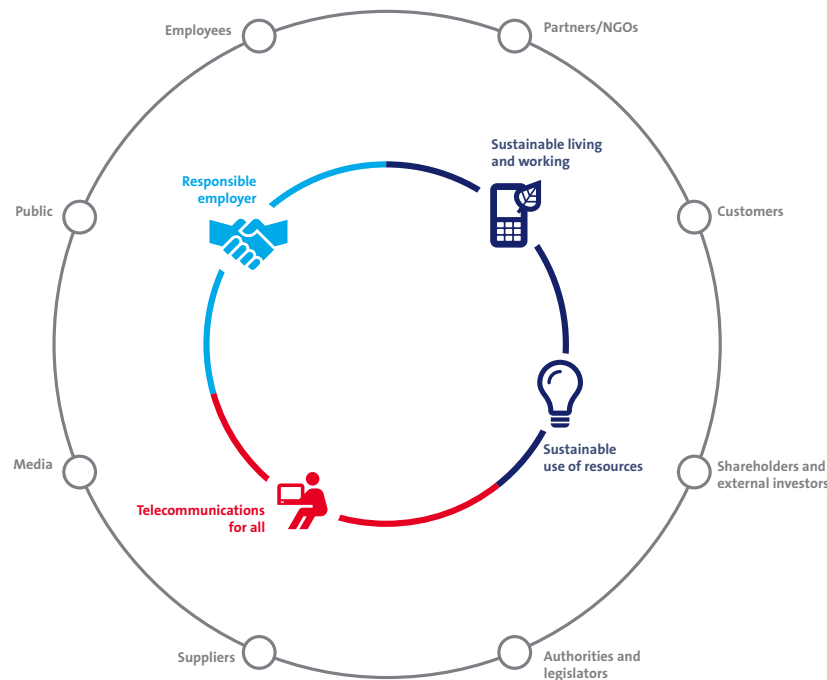 Employees
Partners/NGOs
Sustainable living
and working
Responsible
employer
Public
Customers
Sustainable
use of resources
Media
Shareholders and
external investors
Telecommunications
for all
Suppliers
Authorities and
legislators